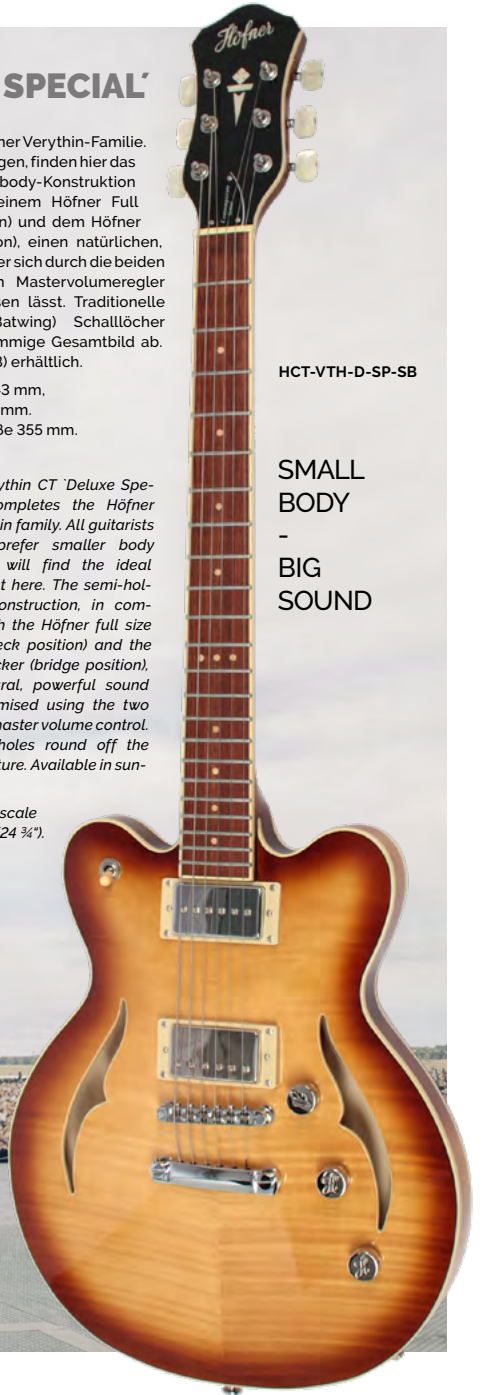 Höfner
SPECIAL´
ner Verythin-Familie.
gen, finden hier das
body-Konstruktion
einem Höfner Full
n) und dem Höfner
on), einen natürlichen,
er sich durch die beiden
n Mastervolumeregler
sen lässt. Traditionelle
Batwing) Schalllöcher
mmige Gesamtbild ab.
B) erhältlich.
3 mm,
mm.
ße 355 mm.
ythin CT `Deluxe Spe-
ompletes the Höfner
in family. All guitarists
prefer smaller body
will find the ideal
t here. The semi-hol-
onstruction, in com-
h the Höfner full size
eck position) and the
cker (bridge position),
ral, powerful sound
mised using the two
master volume control.
holes round off the
ture. Available in sun-
scale
24 ¾“).
HCT-VTH-D-SP-SB
SMALL
BODY
-
BIG
SOUND